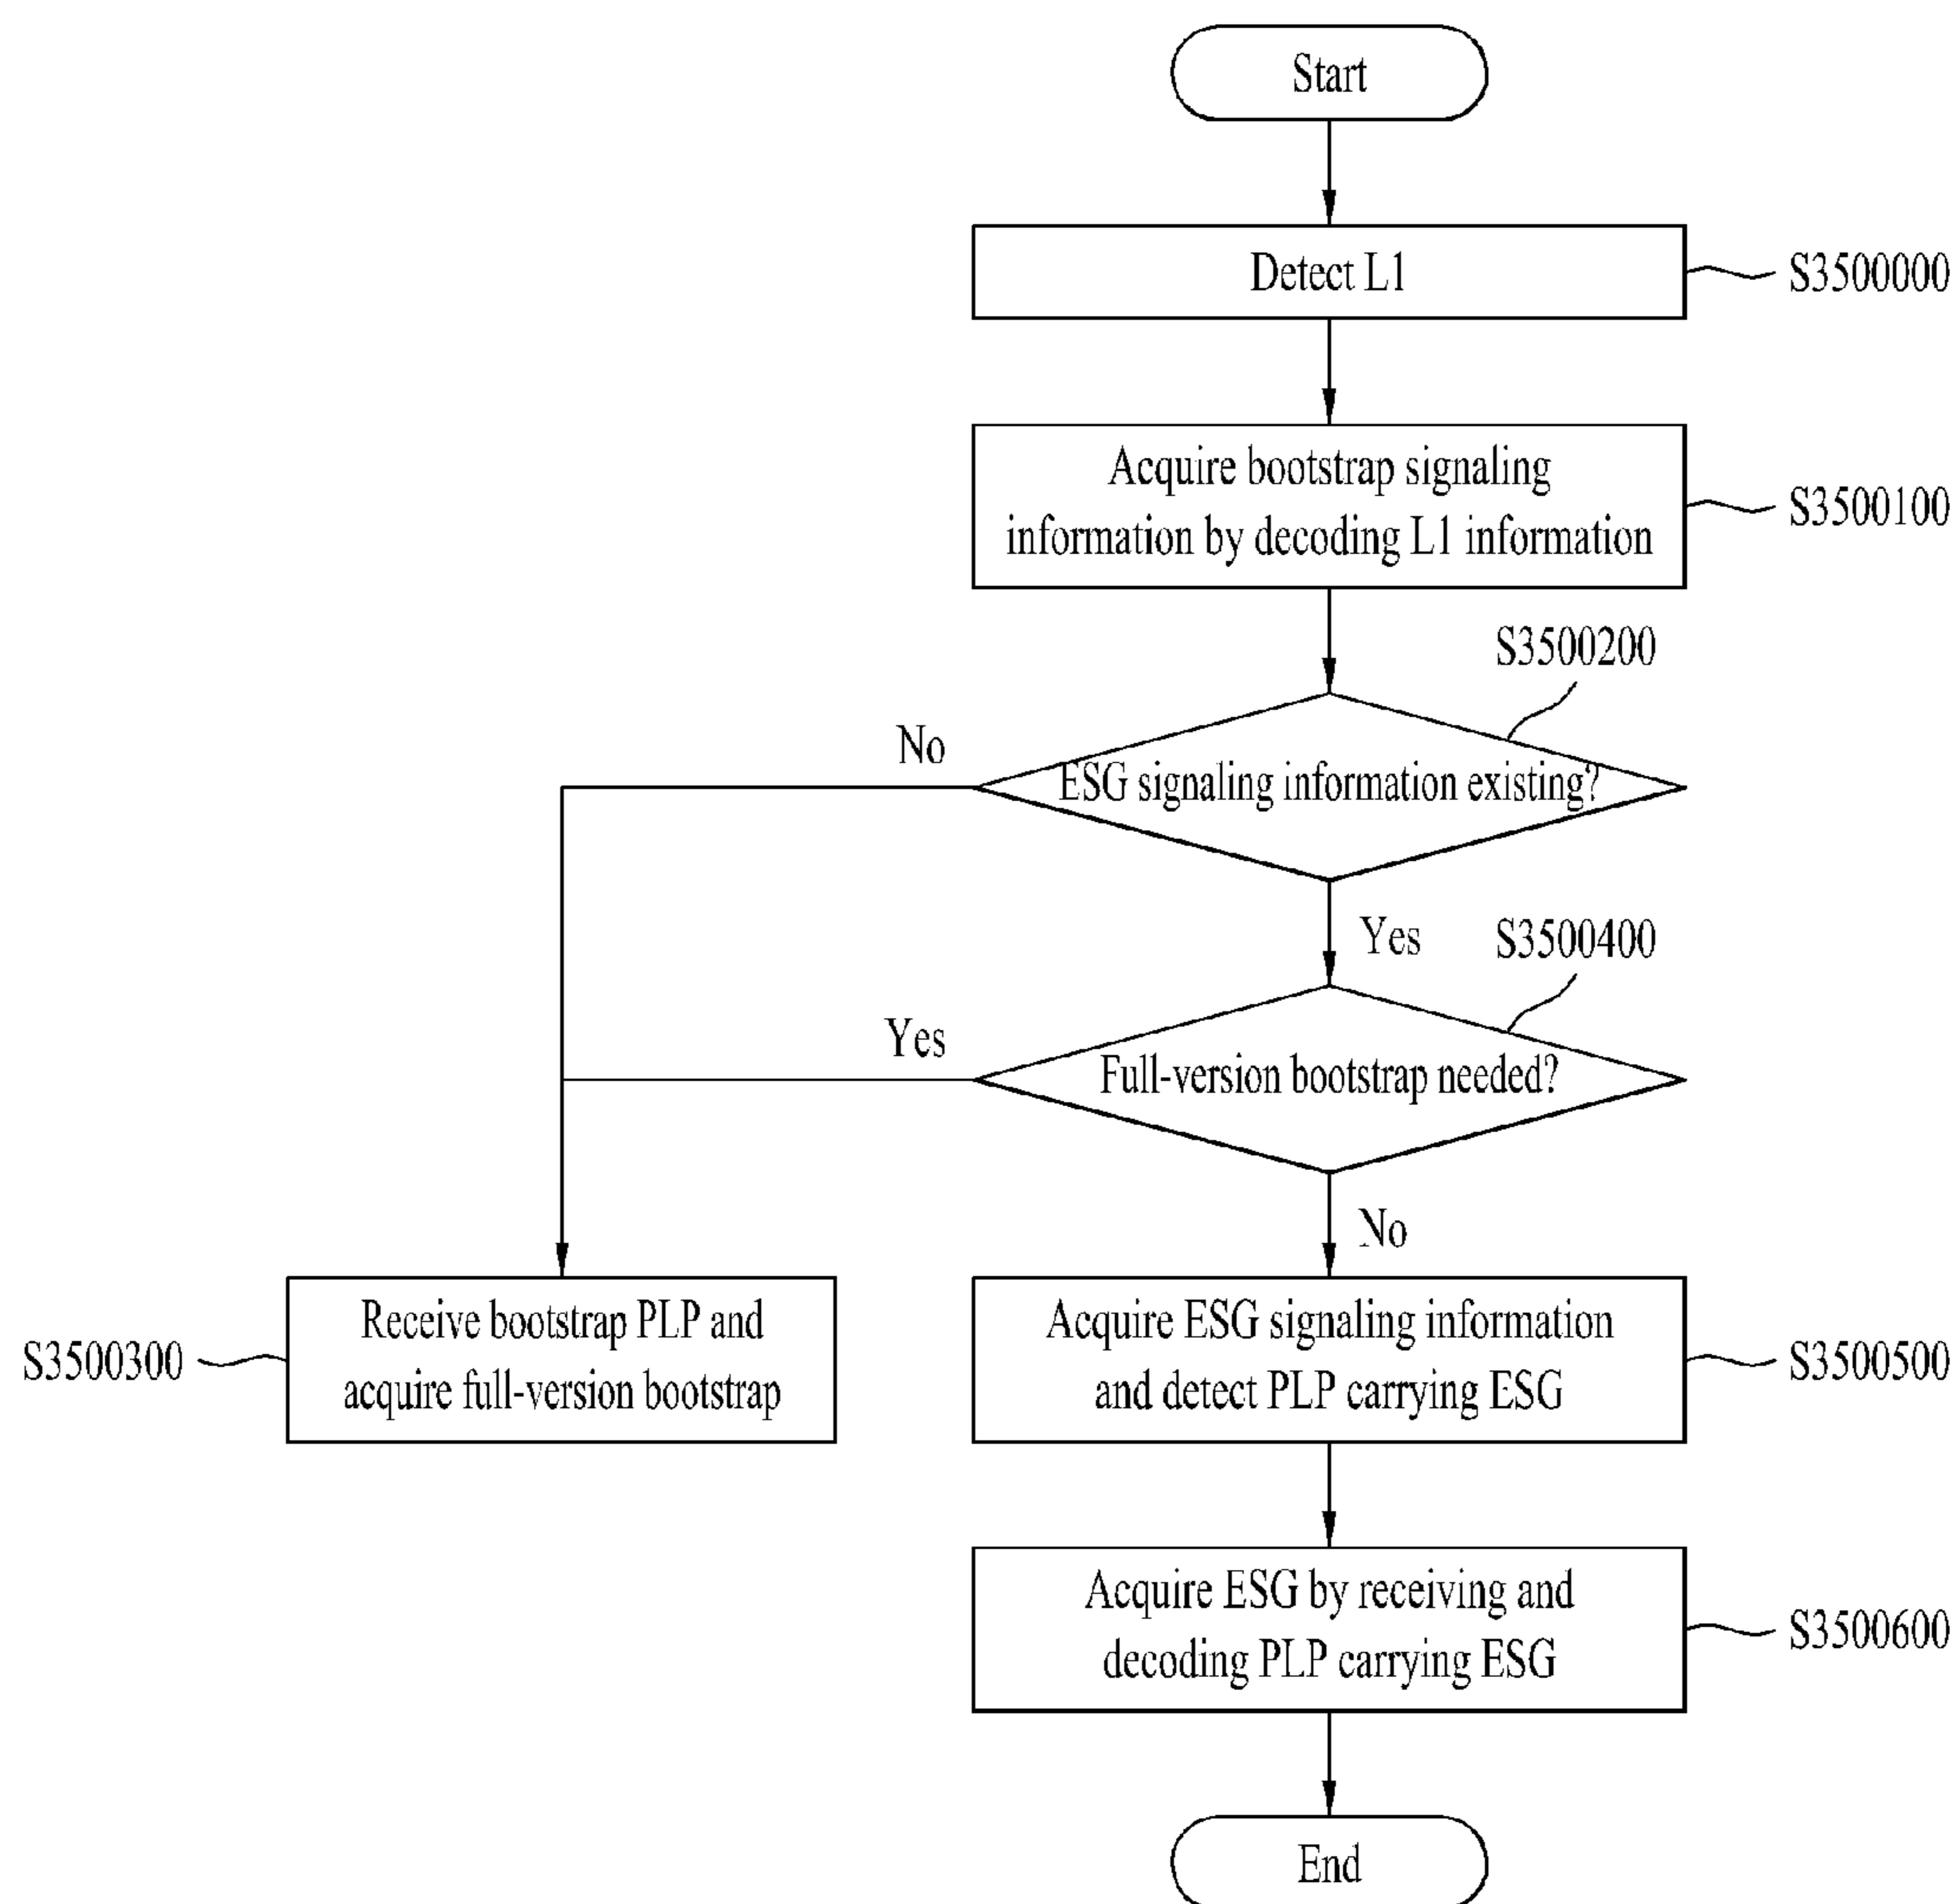 Start
Detect L1
S3500000
Acquire bootstrap signaling
information by decoding L1 information
S3500100
S3500200
No
ESG signaling information existing?
Yes
S3500400
Yes
Full-version bootstrap needed?
No
Receive bootstrap PLP and
acquire full-version bootstrap
S3500300
Acquire ESG signaling information
and detect PLP carrying ESG
S3500500
Acquire ESG by receiving and
decoding PLP carrying ESG
S3500600
End